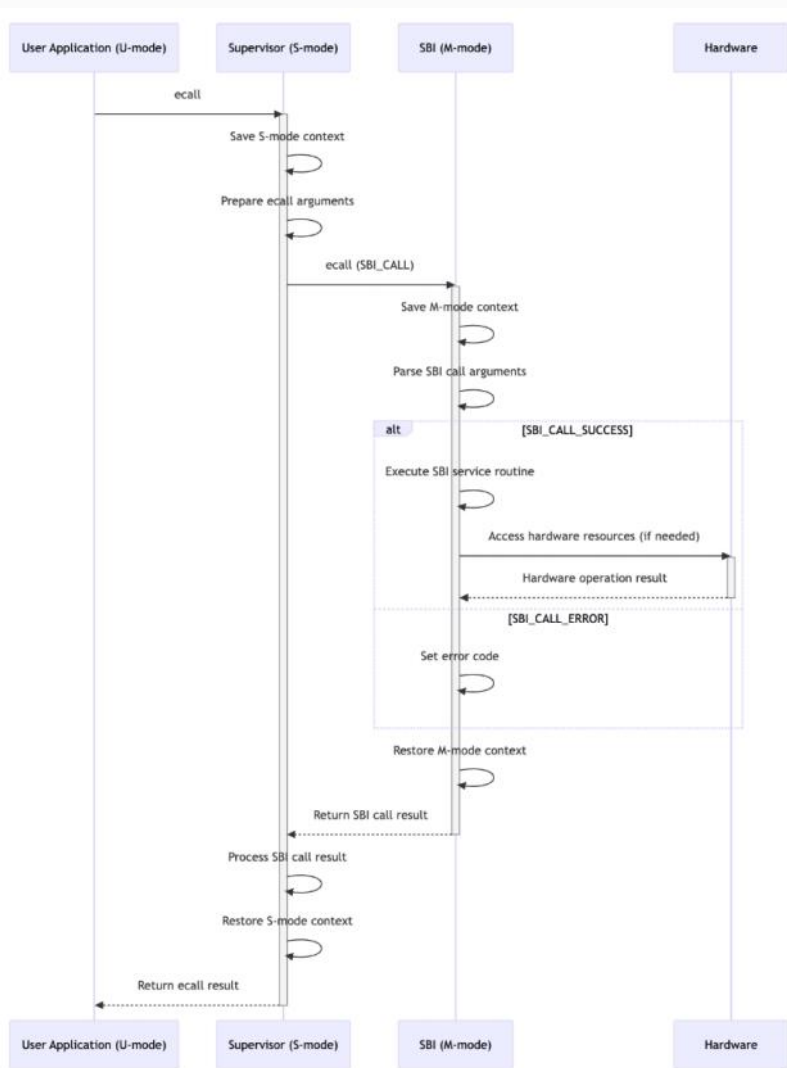 User Application (U-mode)
Supervisor (S-mode)
SBI (M-mode)
Hardware
ecall
Save S-mode context
Prepare ecall arguments
ecall (SBI_CALL)
Save M-mode context
Parse SBI call arguments
alt
[SBI_CALL_SUCCESS]
Execute SBI service routine
Access hardware resources (if needed)
Hardware operation result
[SBI_CALL_ERROR]
Set error code
Restore M-mode context
Return SBI call result
Process SBI call result
Restore S-mode context
Return ecall result
User Application (U-mode)
Supervisor (S-mode)
SBI (M-mode)
Hardware